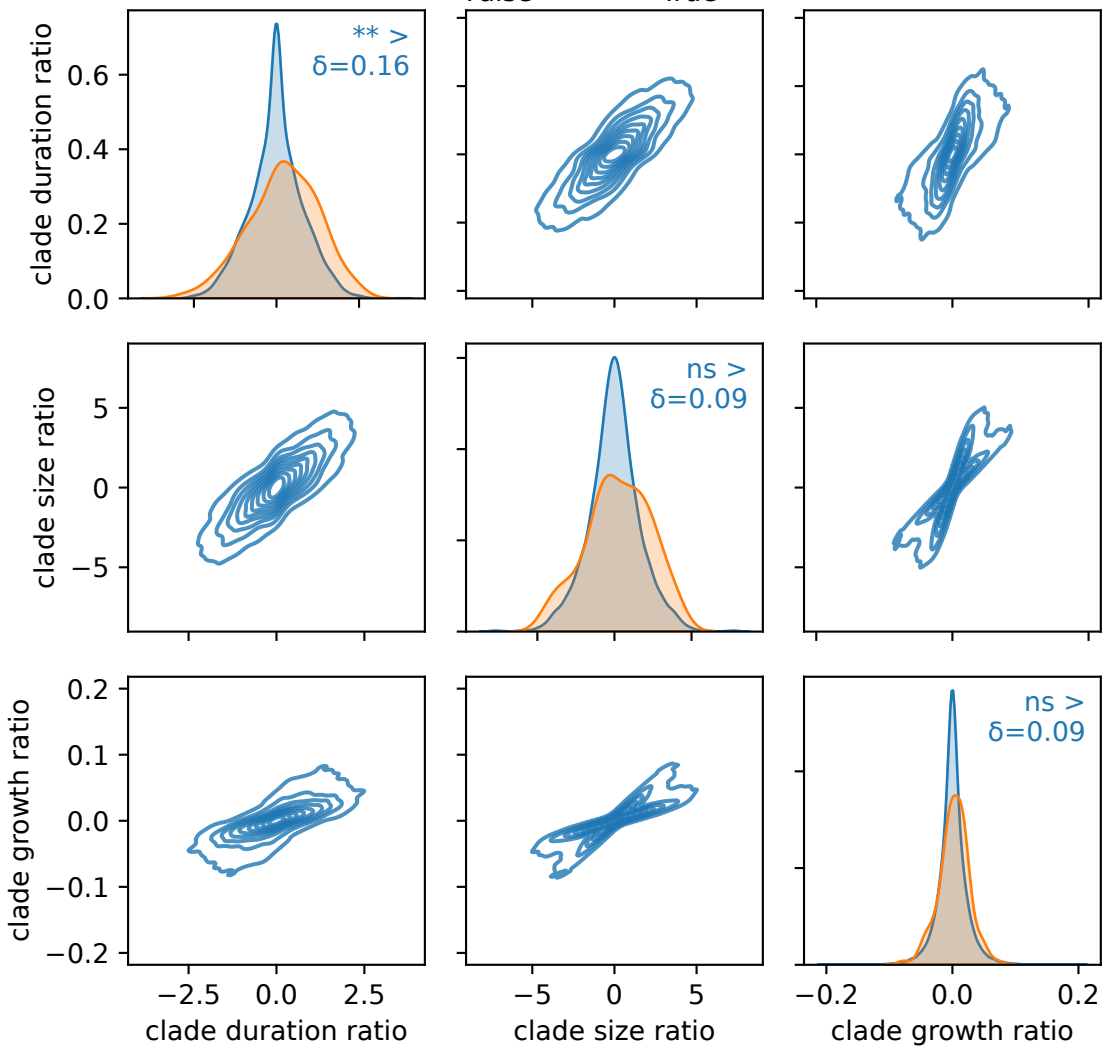 clade duration ratio
0.6
0.4
0.2
0.0
** >
δ=0.16
clade size ratio
5
0
−5
ns >
δ=0.09
clade growth ratio
0.2
0.1
0.0
−0.1
−0.2
ns >
δ=0.09
−2.5 0.0 2.5
−5 0 5
−0.2 0.0 0.2
clade duration ratio
clade size ratio
clade growth ratio